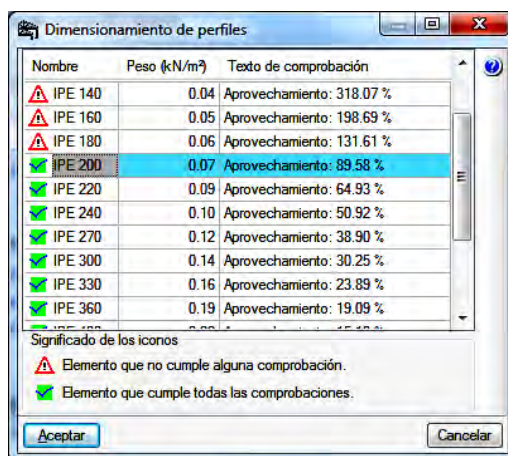 Dimensionamiento de perfiles
Nombre Peso (kN/m²) Texto de comprobación
IPE 140 0.04 Aprovechamiento: 318.07 %
IPE 160 0.05 Aprovechamiento: 198.69 %
IPE 180 0.06 Aprovechamiento: 131.61 %
IPE 200 0.07 Aprovechamiento: 89.58 %
IPE 220 0.09 Aprovechamiento: 64.93 %
IPE 240 0.10 Aprovechamiento: 50.92 %
IPE 270 0.12 Aprovechamiento: 38.90 %
IPE 300 0.14 Aprovechamiento: 30.25 %
IPE 330 0.16 Aprovechamiento: 23.89 %
IPE 360 0.19 Aprovechamiento: 19.09 %
Significado de los iconos
Elemento que no cumple alguna comprobación.
Elemento que cumple todas las comprobaciones.
Aceptar Cancelar